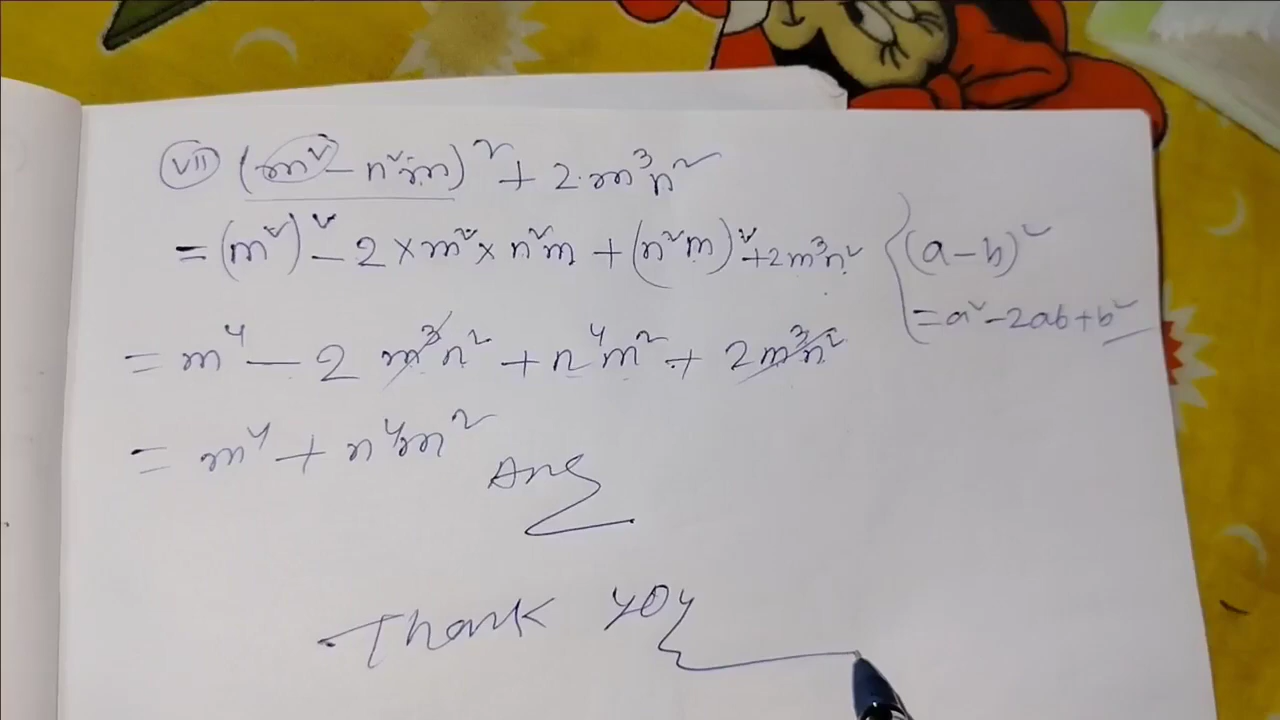 (vii) (m² - n²m)² + 2·m³n²
= (m²)² - 2 × m² × n²m + (n²m)² + 2m³n²
{ (a-b)²
= a² - 2ab + b²
= m⁴ - 2 m³n² + n⁴m² + 2m³n²
= m⁴ + n⁴m²
Ans
Thank you